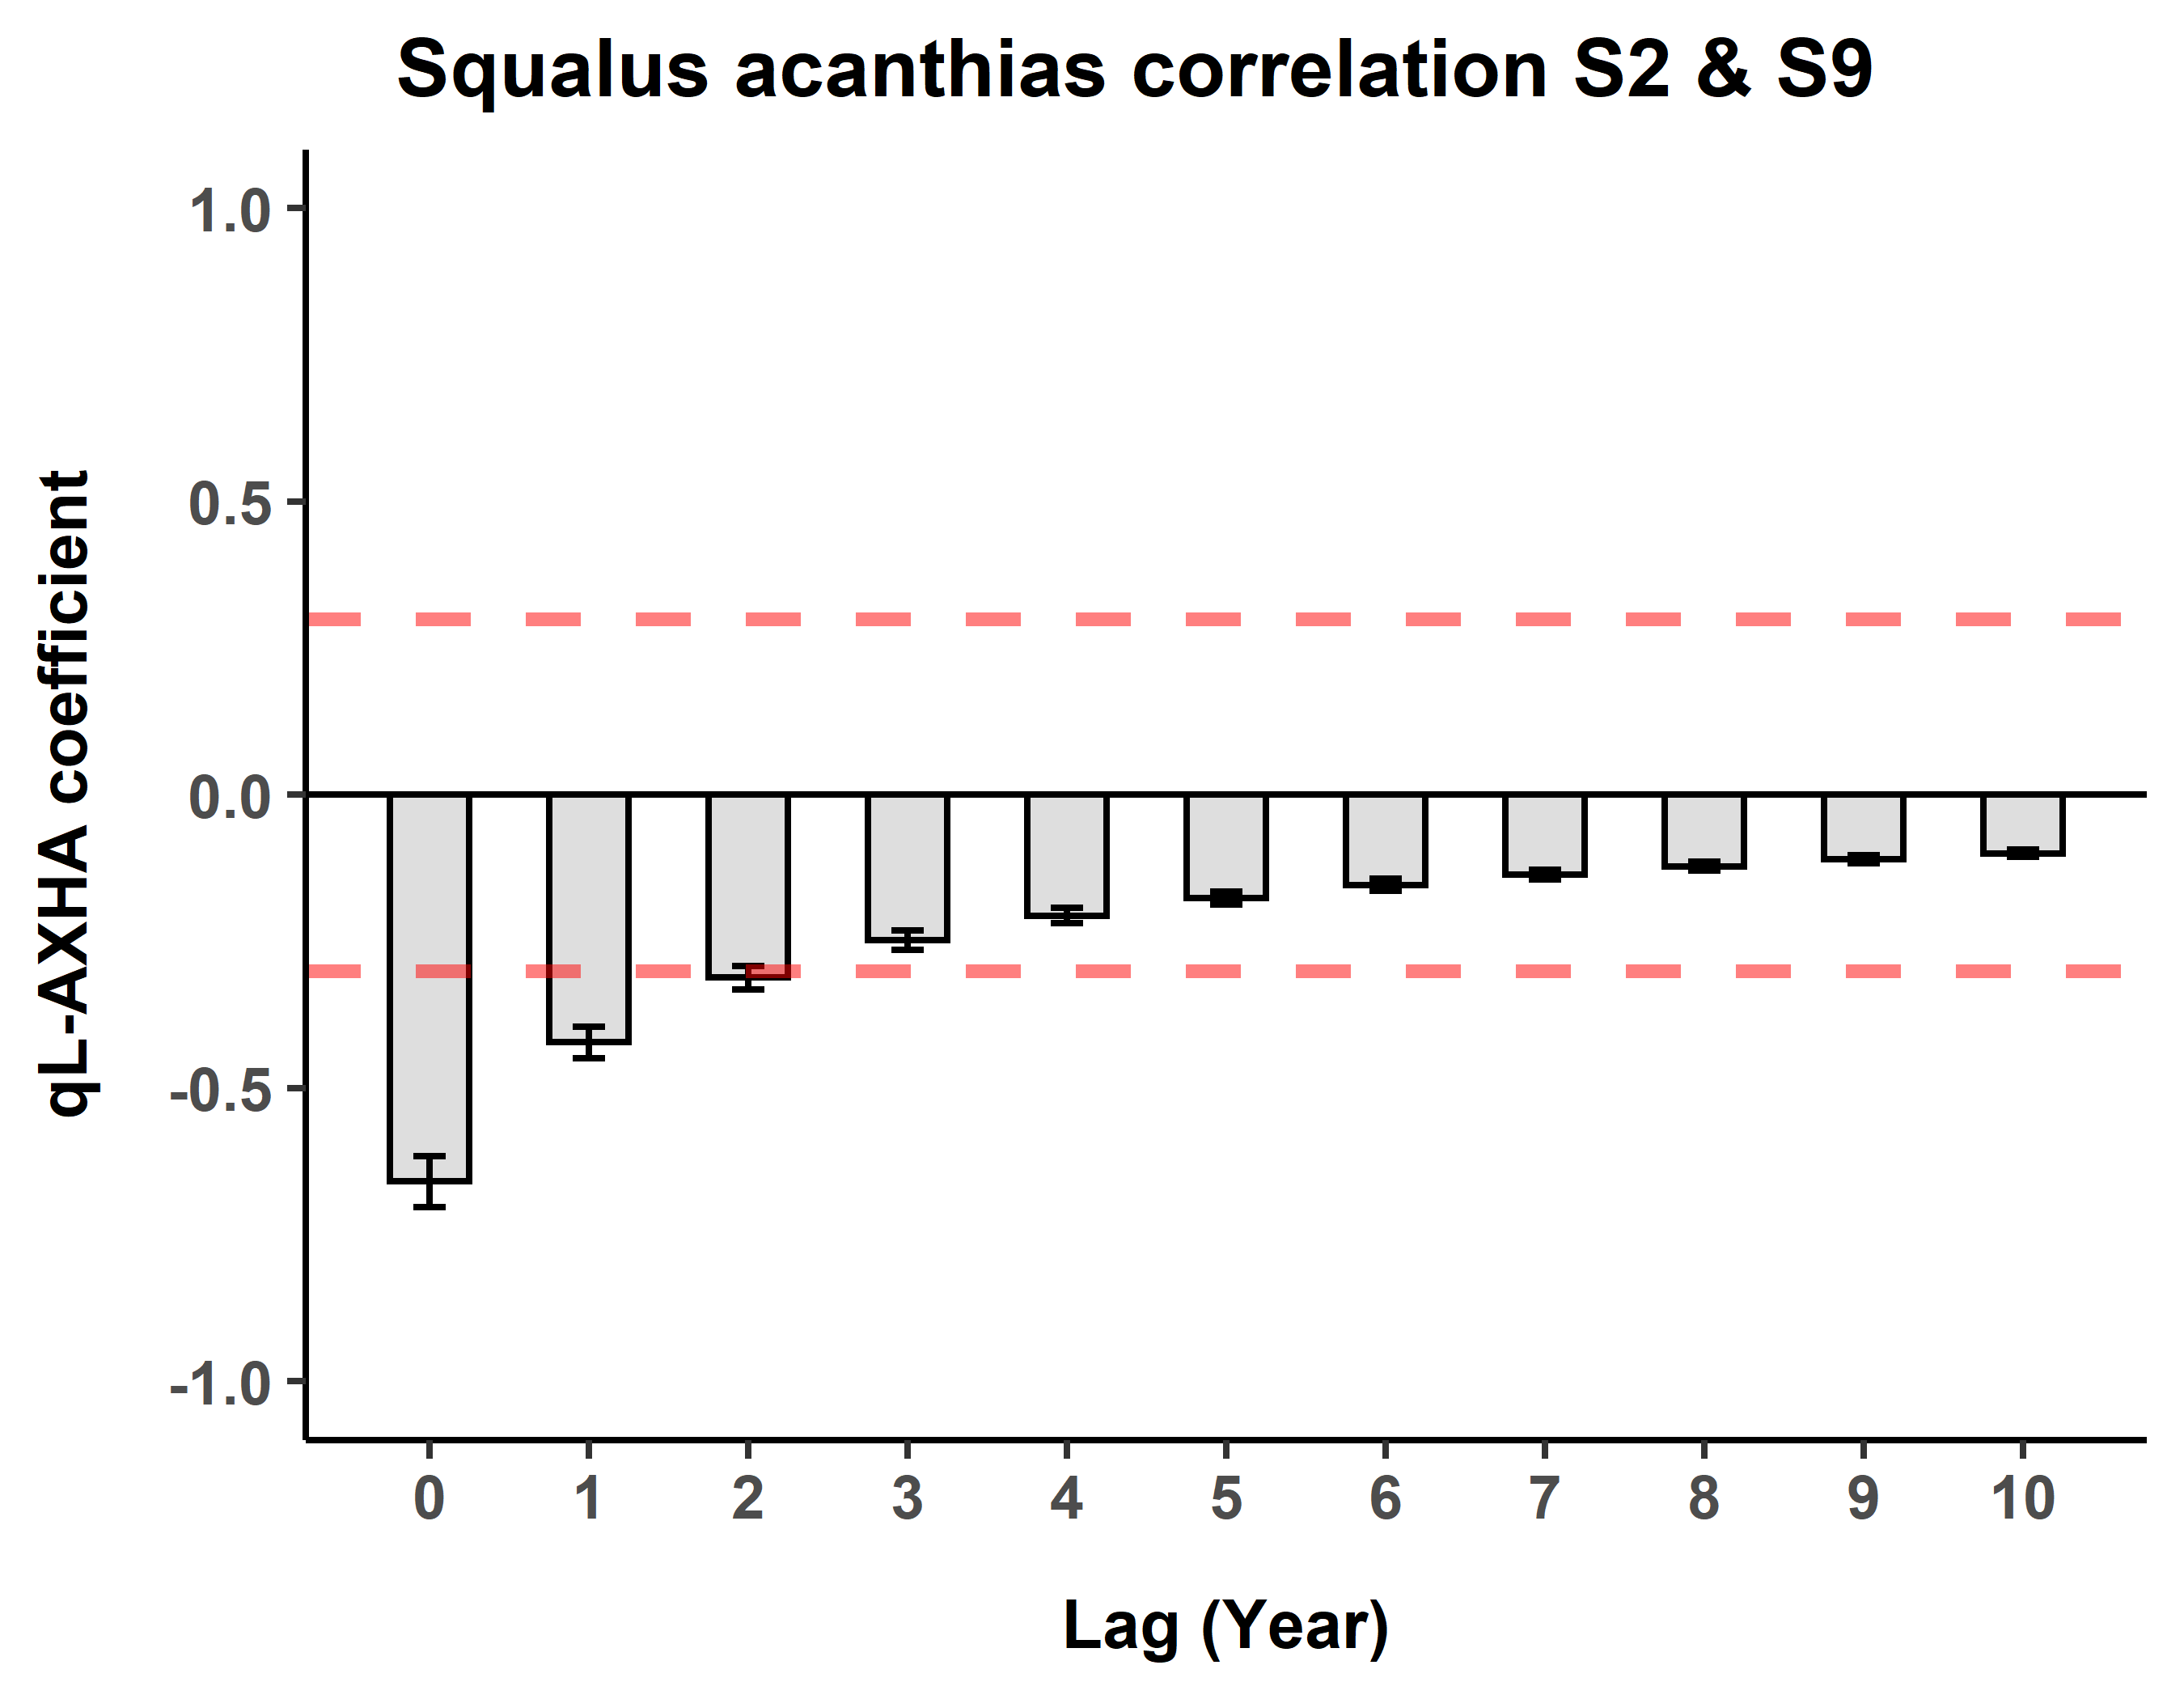 Squalus acanthias correlation S2 & S9
qL-AXHA coefficient
1.0
0.5
0.0
-0.5
-1.0
0 1 2 3 4 5 6 7 8 9 10
Lag (Year)